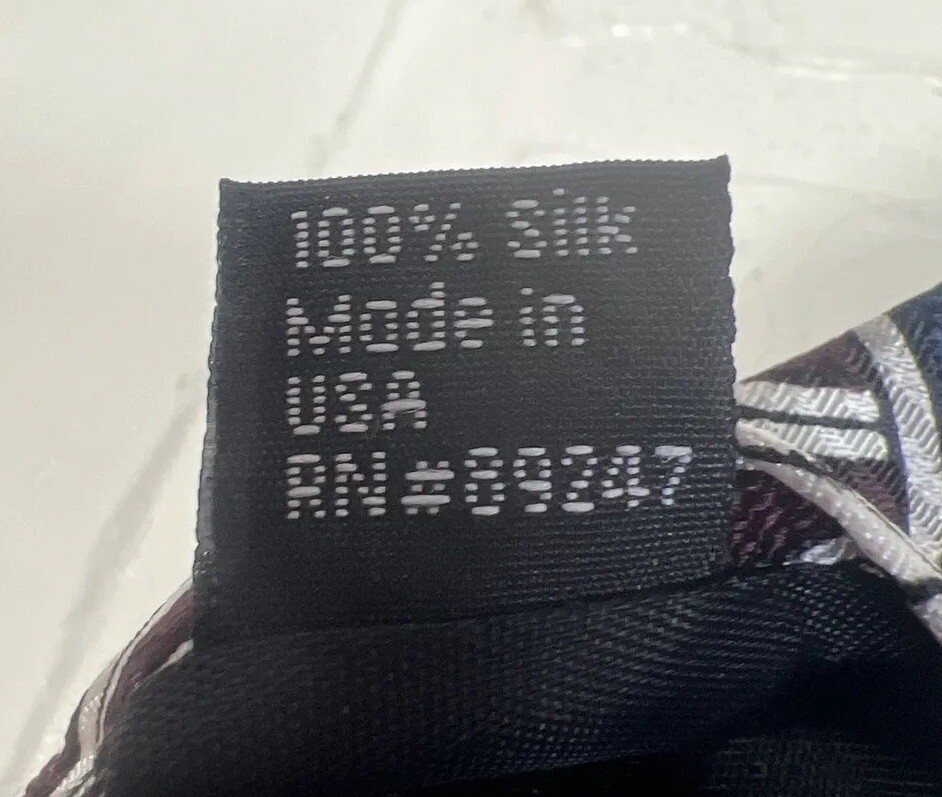 100% Silk
Made in
USA
RN#89247